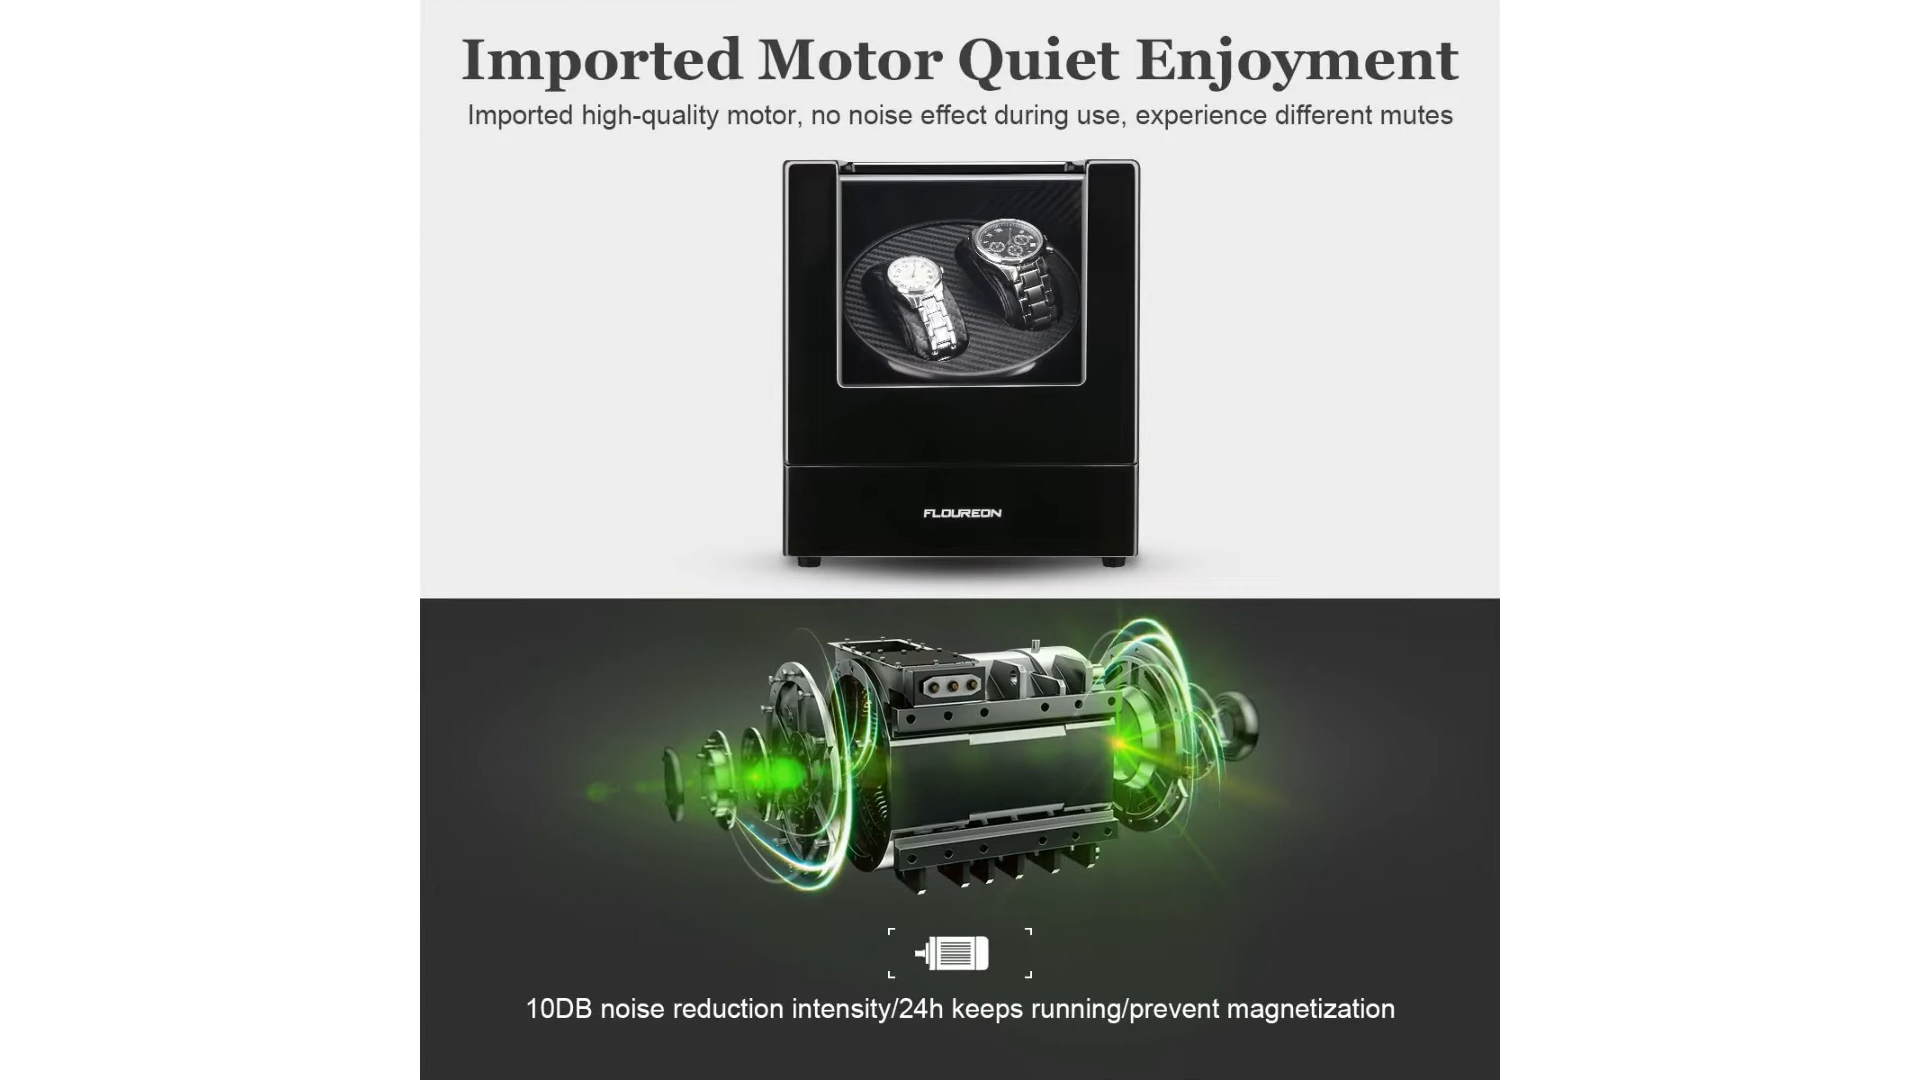 Imported Motor Quiet Enjoyment
Imported high-quality motor, no noise effect during use, experience different mutes
FLOUREON
10DB noise reduction intensity/24h keeps running/prevent magnetization